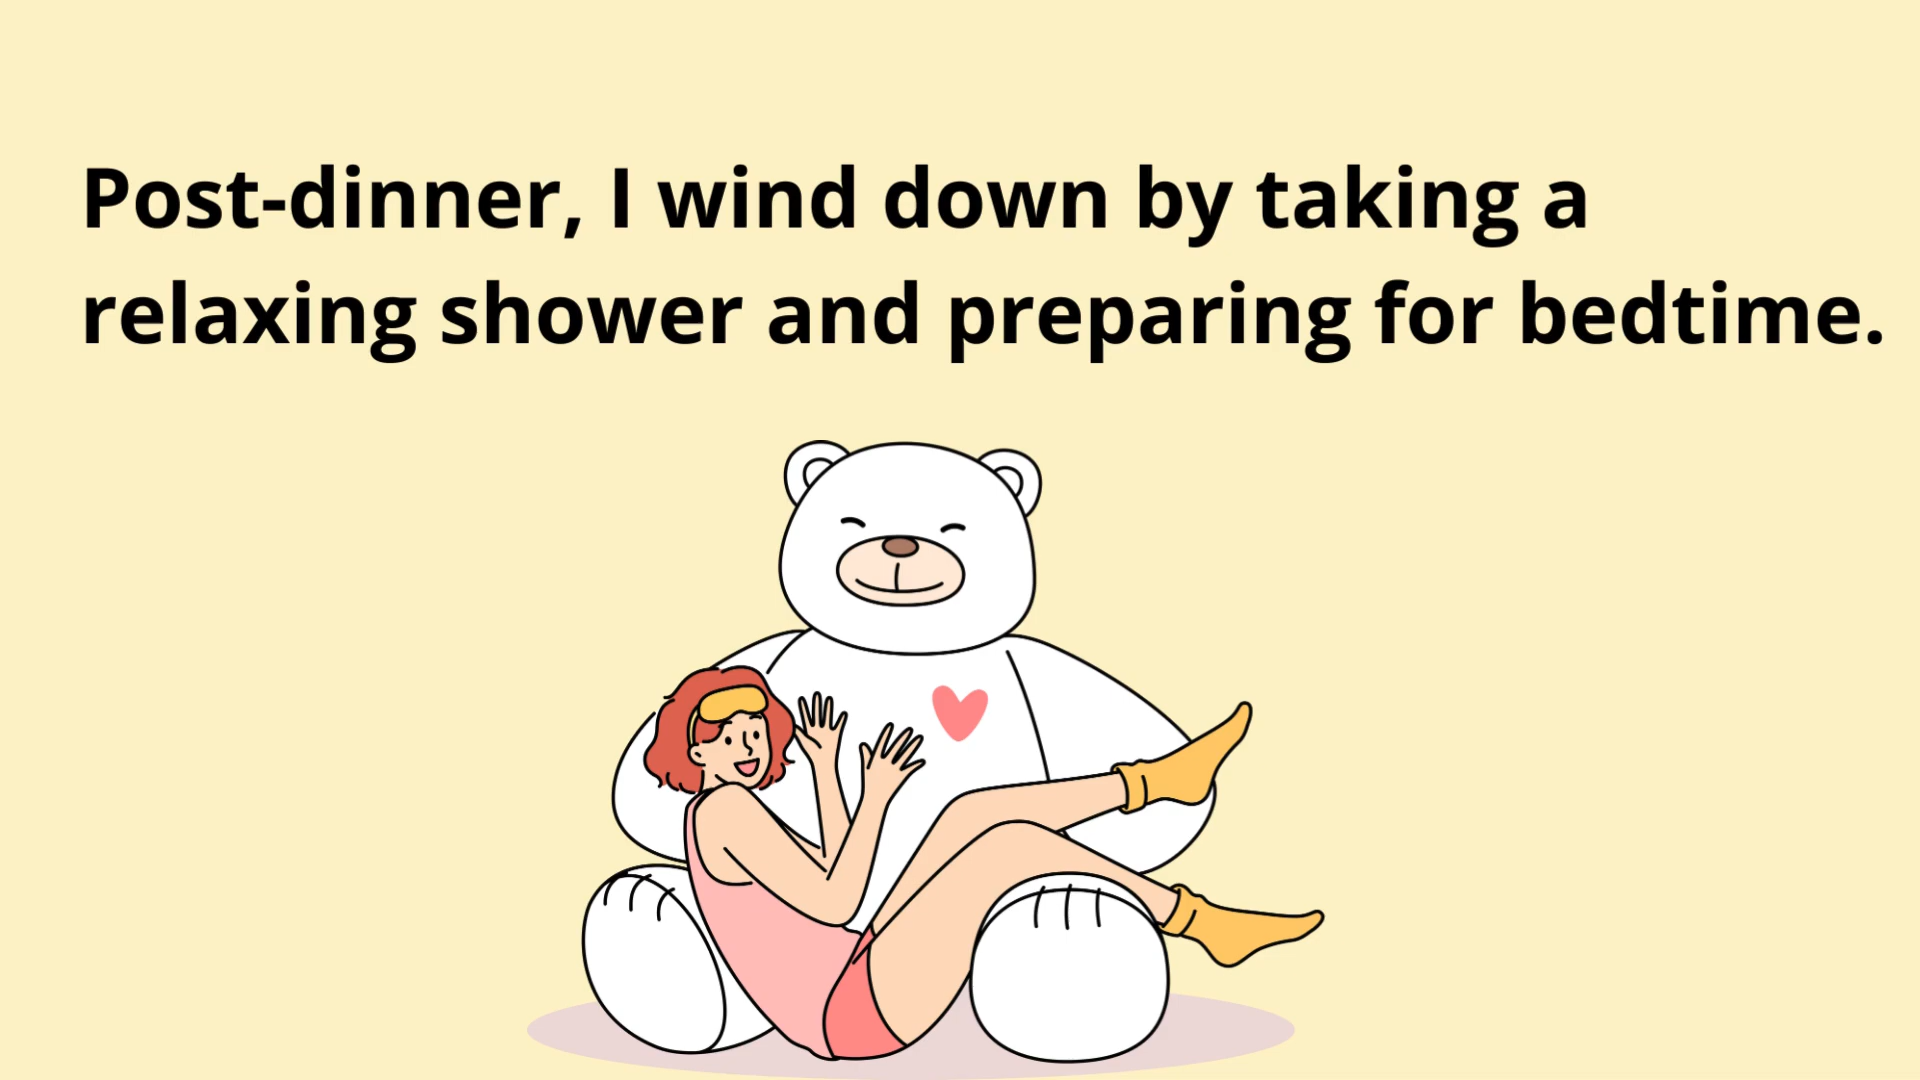 Post-dinner, I wind down by taking a
relaxing shower and preparing for bedtime.